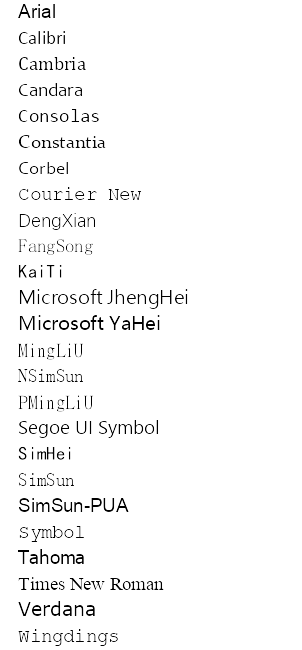 Arial
Calibri
Cambria
Candara
Consolas
Constantia
Corbel
Courier New
DengXian
FangSong
KaiTi
Microsoft JhengHei
Microsoft YaHei
MingLiU
NSimSun
PMingLiU
Segoe UI Symbol
SimHei
SimSun
SimSun-PUA
Symbol
Tahoma
Times New Roman
Verdana
Wingdings